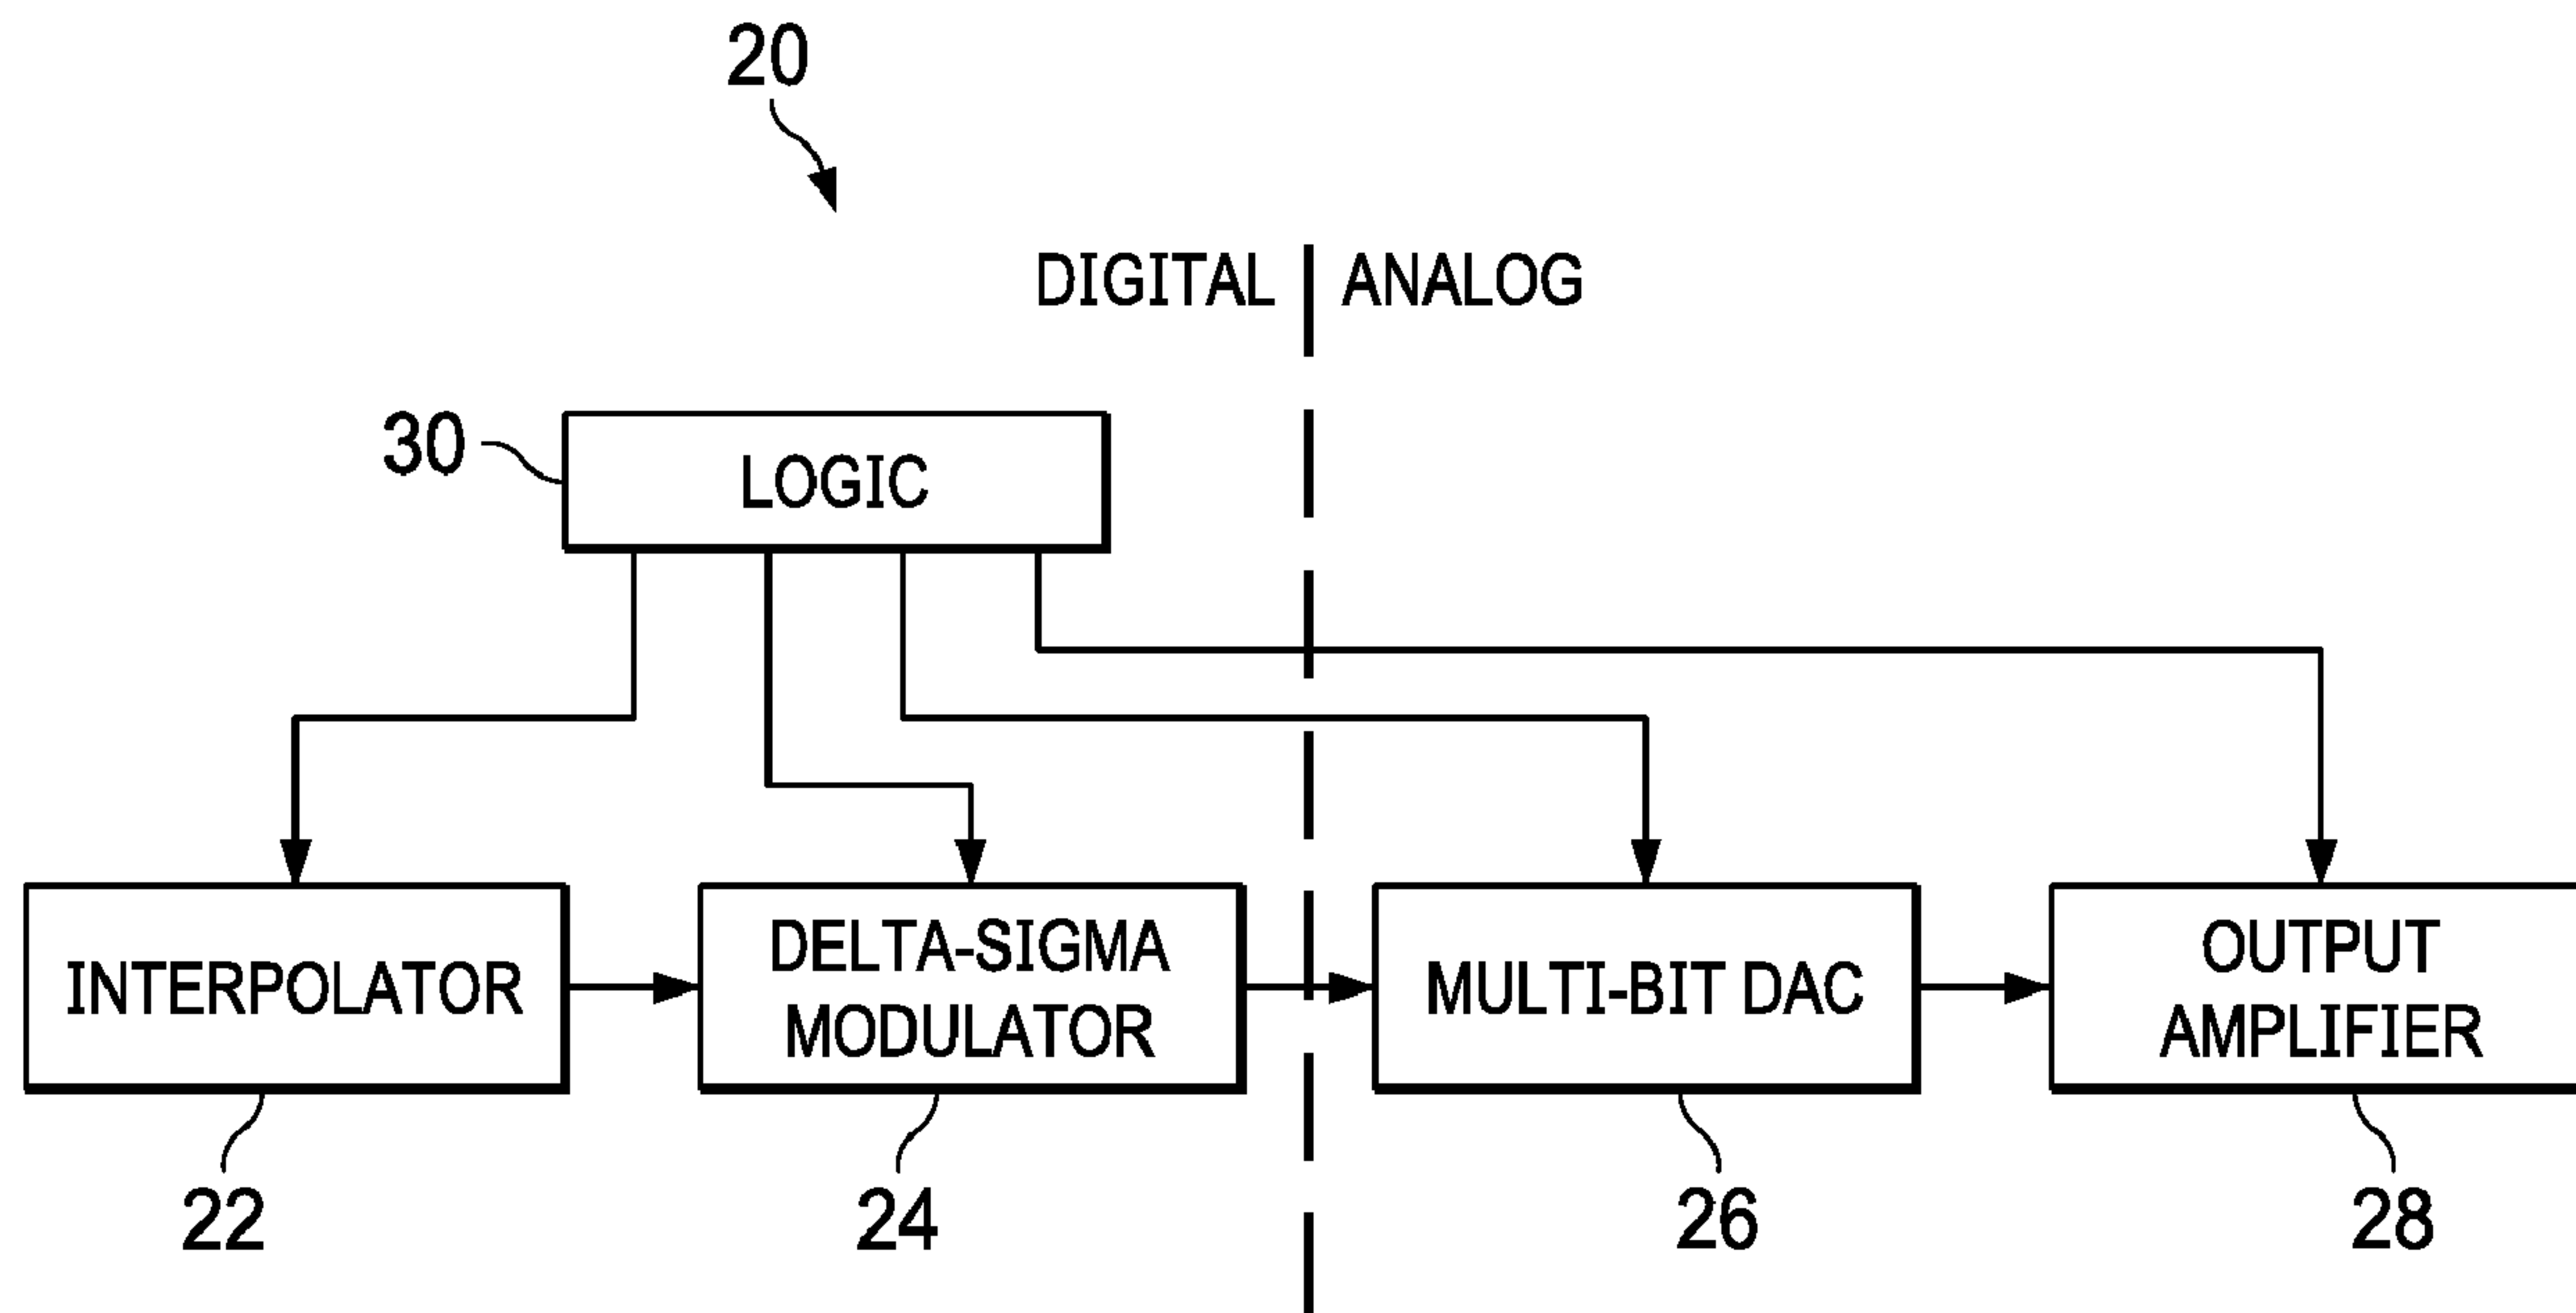 20
DIGITAL
ANALOG
30
LOGIC
INTERPOLATOR
DELTA-SIGMA
MODULATOR
MULTI-BIT DAC
OUTPUT
AMPLIFIER
22
24
26
28